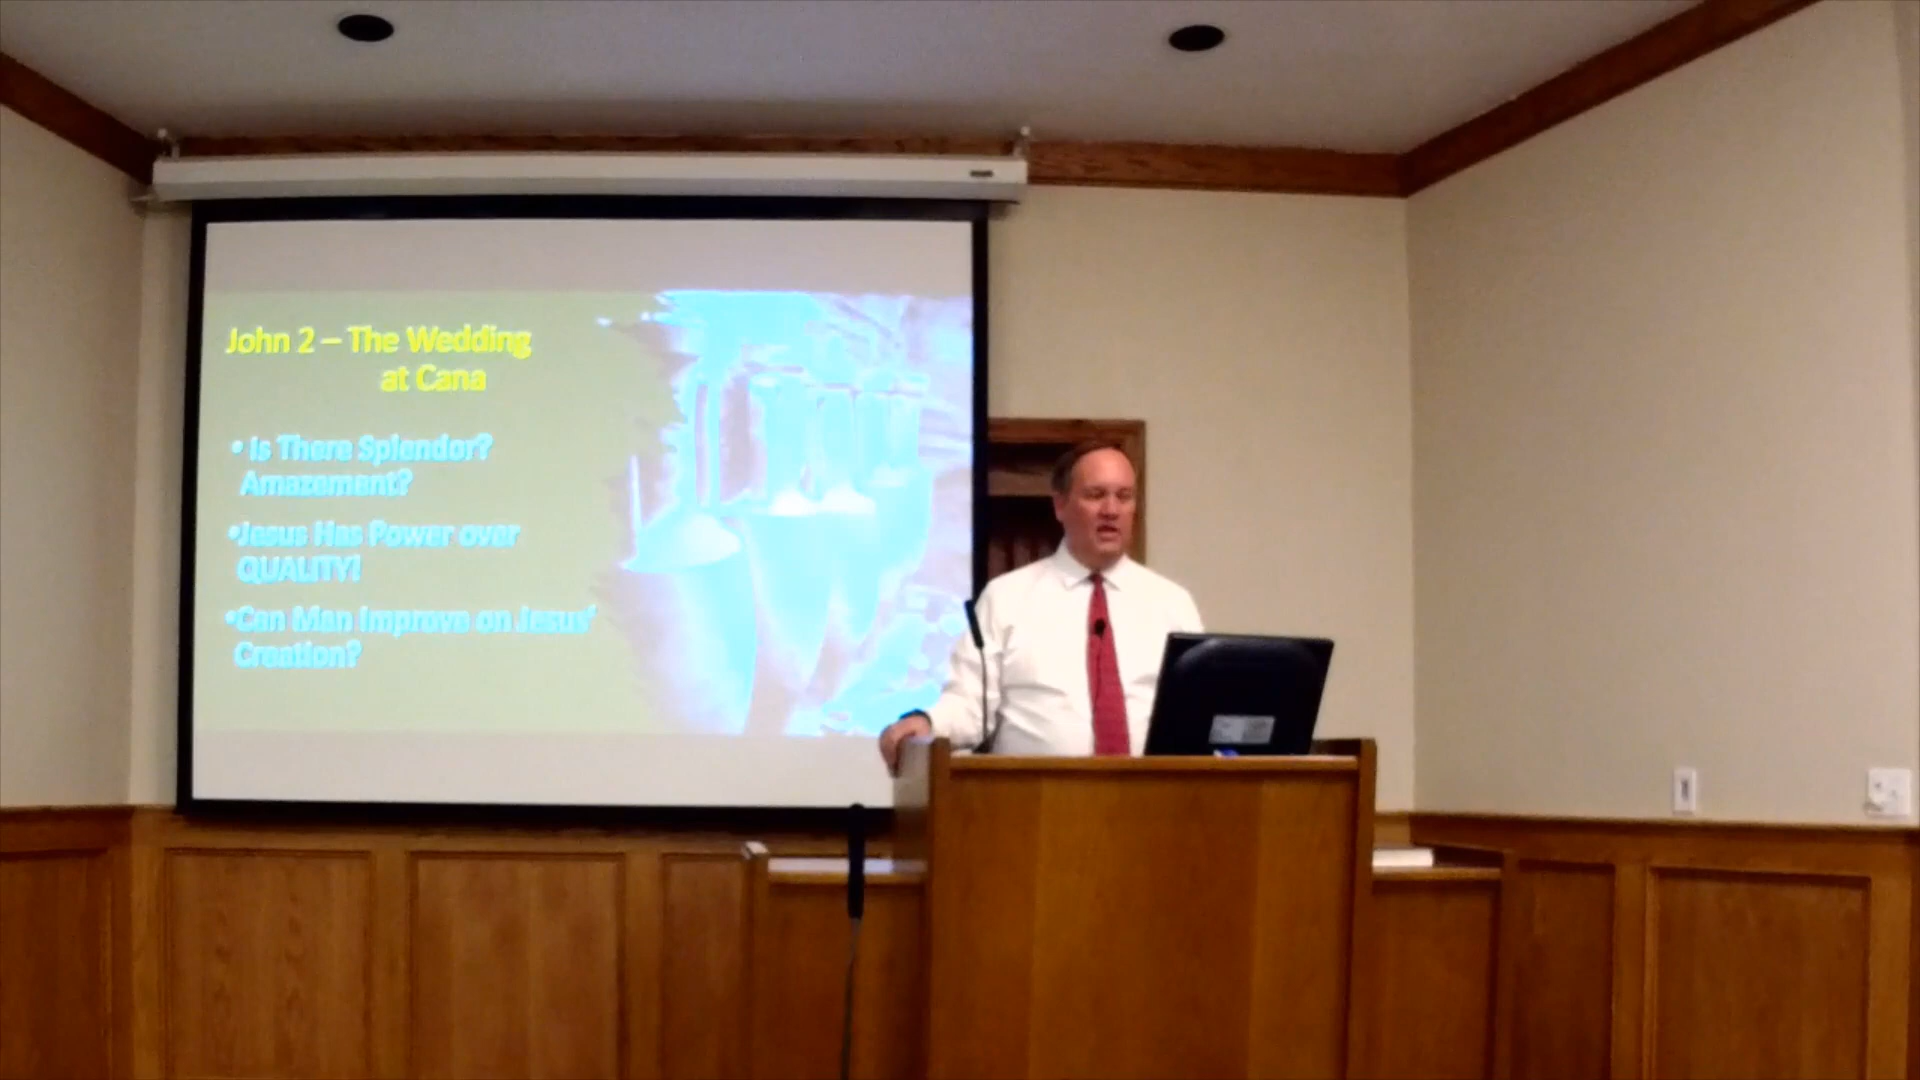 John 2 – The Wedding
at Cana
• Is There Splendor?
Amazement?
•Jesus Has Power over
QUALITY!
•Can Man Improve on Jesus'
Creation?